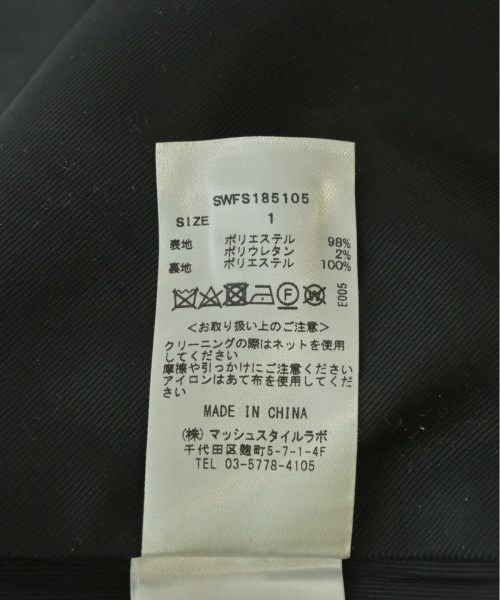 SWFS185105
SIZE 1
表地 ポリエステル 98%
ポリウレタン 2%
裏地 ポリエステル 100%
F W
E005
<お取り扱い上のご注意>
クリーニングの際はネットを使用
してください
摩擦や引っかけにご注意ください
アイロンはあて布を使用してくだ
さい
MADE IN CHINA
(株)マッシュスタイルラボ
千代田区麹町5-7-1-4F
TEL 03-5778-4105